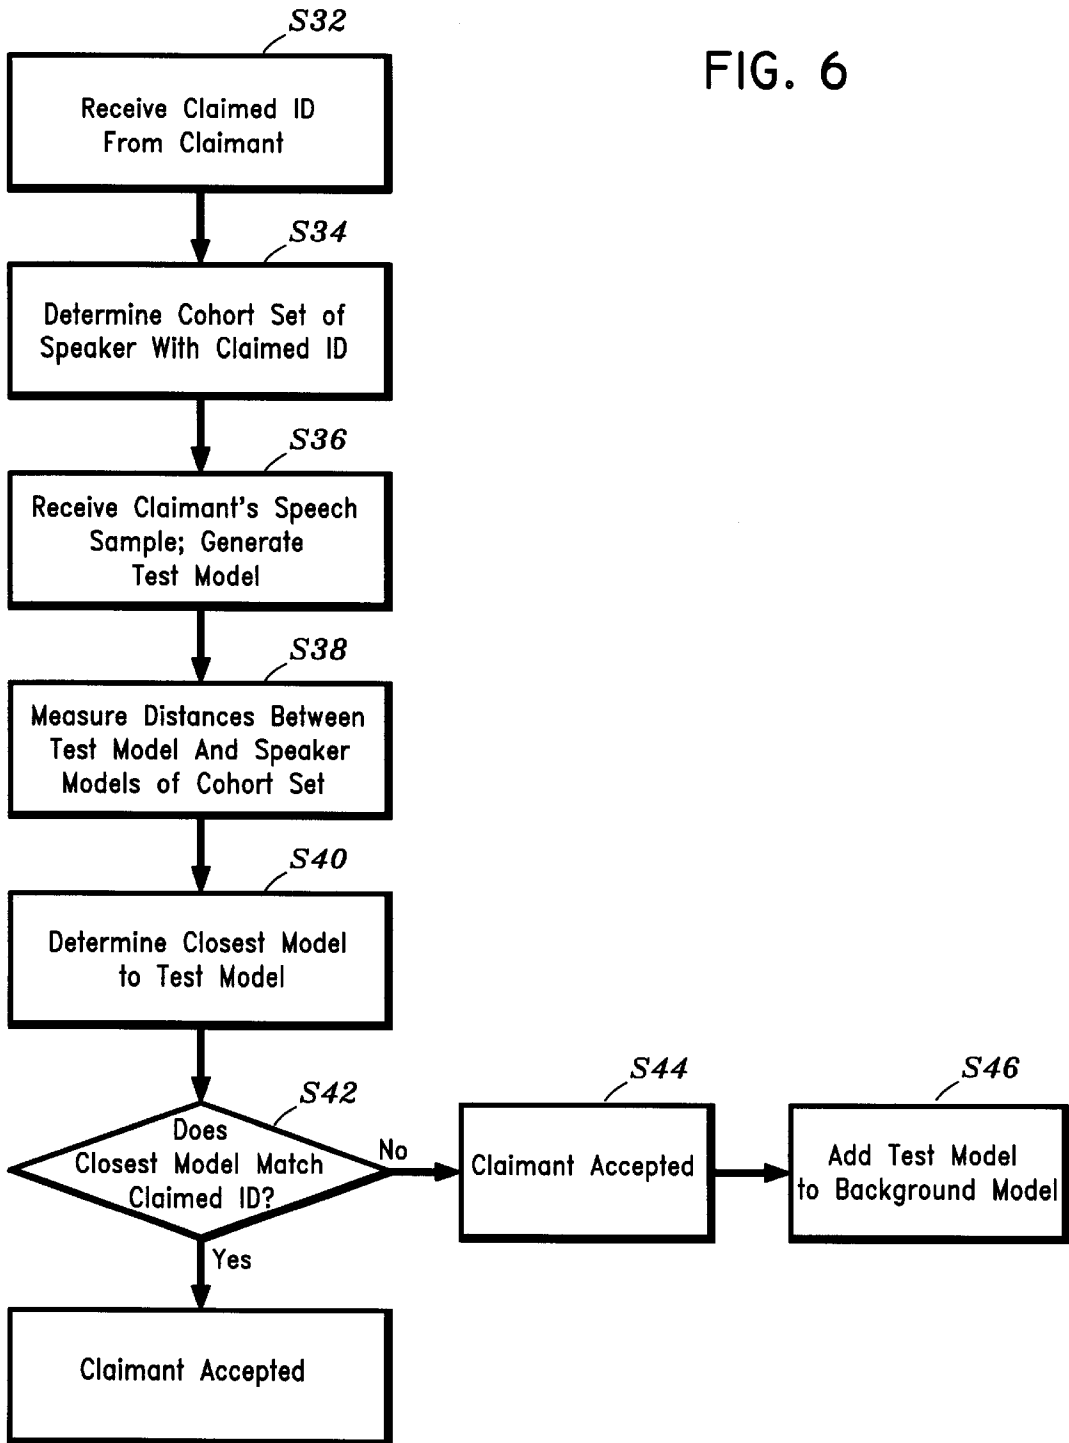 S32
FIG. 6
Receive Claimed ID
From Claimant
S34
Determine Cohort Set of
Speaker With Claimed ID
S36
Receive Claimant's Speech
Sample; Generate
Test Model
S38
Measure Distances Between
Test Model And Speaker
Models of Cohort Set
S40
Determine Closest Model
to Test Model
S42
Does
Closest Model Match
Claimed ID?
No
S44
Claimant Accepted
S46
Add Test Model
to Background Model
Yes
Claimant Accepted